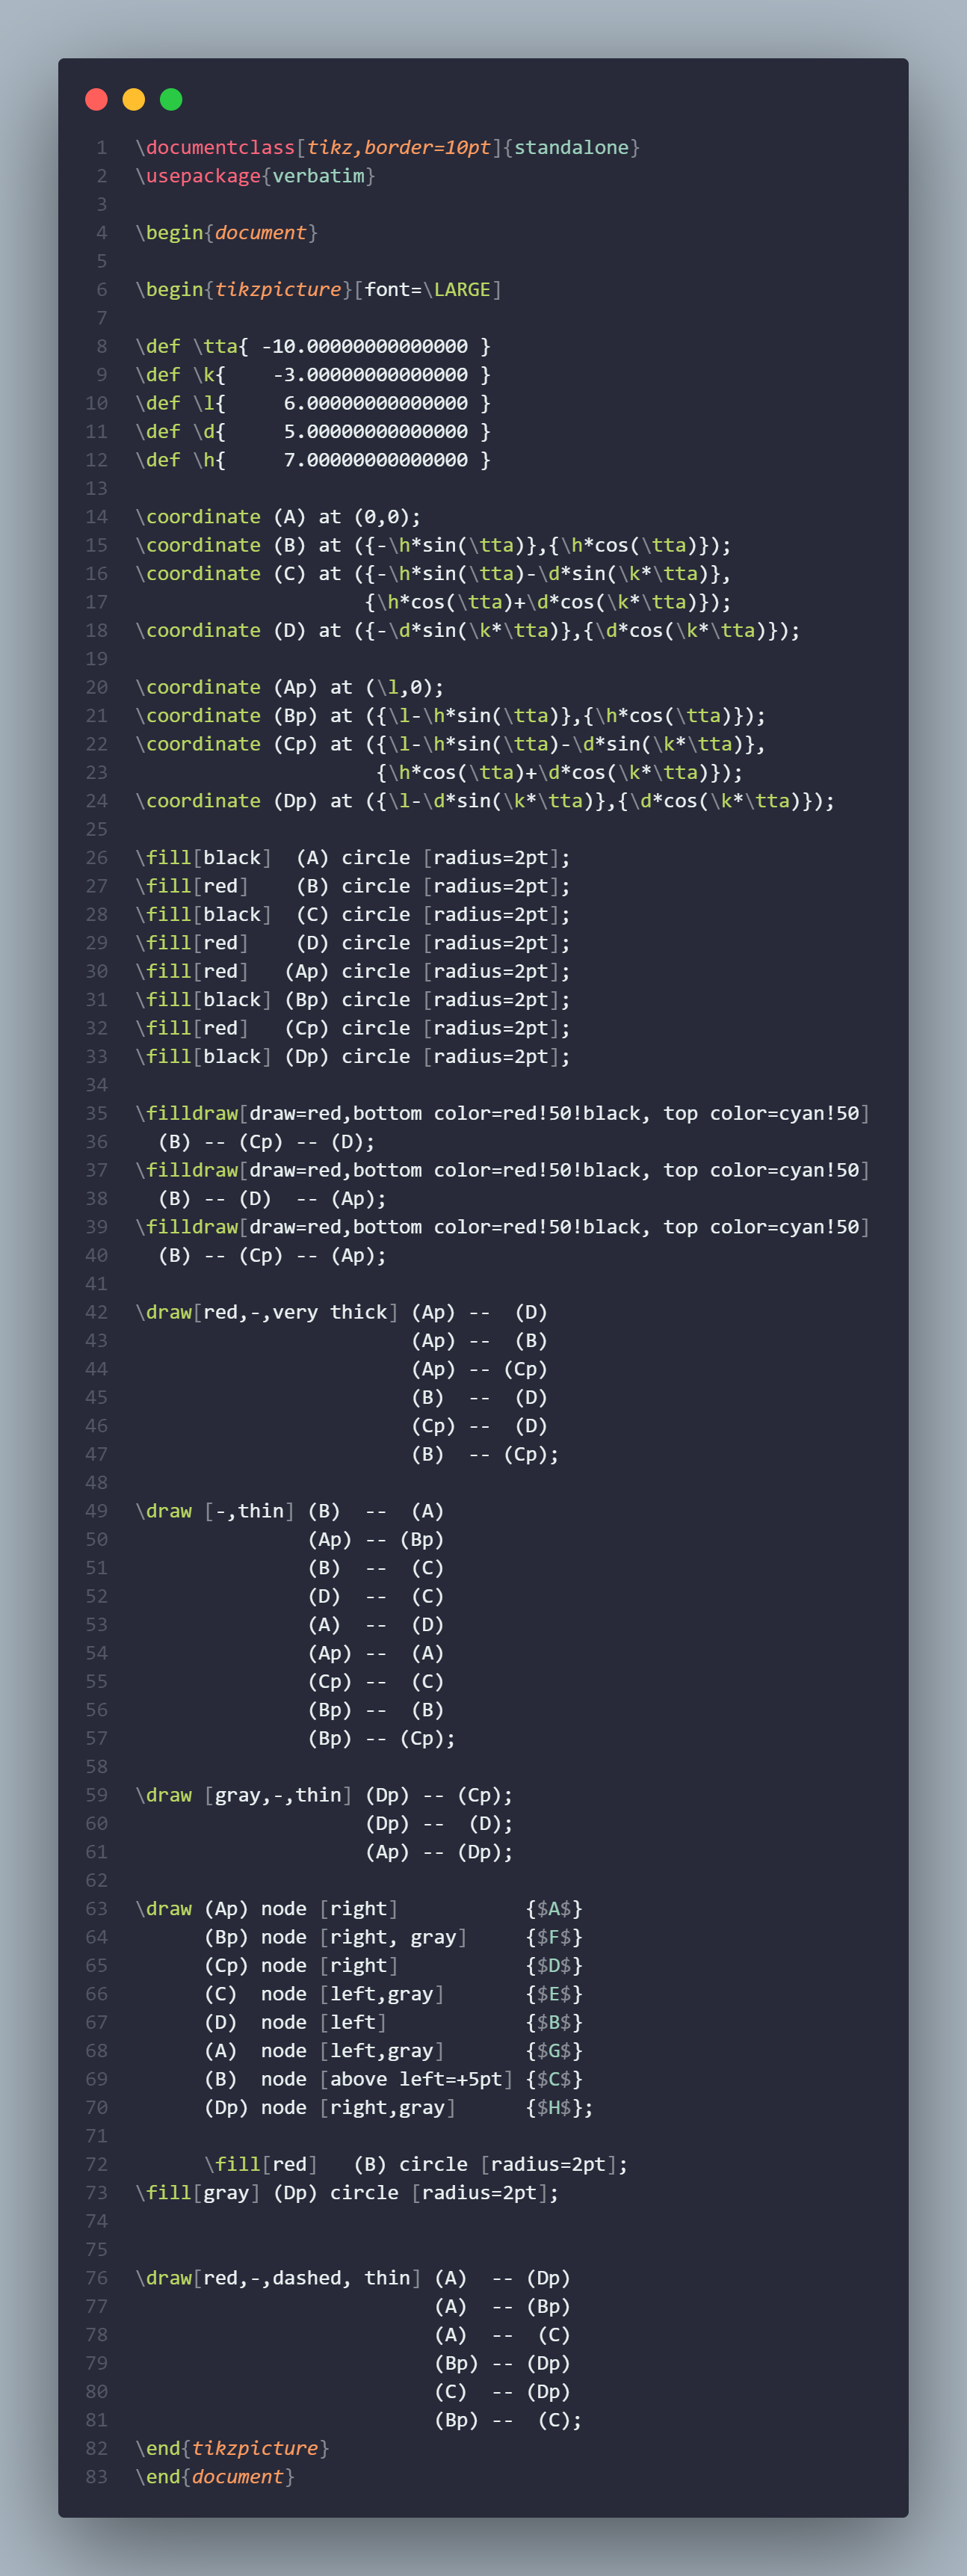 1 \documentclass[tikz,border=10pt]{standalone}
2 \usepackage{verbatim}
3
4 \begin{document}
5
6 \begin{tikzpicture}[font=\LARGE]
7
8 \def \tta{ -10.00000000000000 }
9 \def \k{    -3.00000000000000 }
10 \def \l{     6.00000000000000 }
11 \def \d{     5.00000000000000 }
12 \def \h{     7.00000000000000 }
13
14 \coordinate (A) at (0,0);
15 \coordinate (B) at ({-\h*sin(\tta)},{\h*cos(\tta)});
16 \coordinate (C) at ({-\h*sin(\tta)-\d*sin(\k*\tta)},
17                     {\h*cos(\tta)+\d*cos(\k*\tta)});
18 \coordinate (D) at ({-\d*sin(\k*\tta)},{\d*cos(\k*\tta)});
19
20 \coordinate (Ap) at (\l,0);
21 \coordinate (Bp) at ({\l-\h*sin(\tta)},{\h*cos(\tta)});
22 \coordinate (Cp) at ({\l-\h*sin(\tta)-\d*sin(\k*\tta)},
23                      {\h*cos(\tta)+\d*cos(\k*\tta)});
24 \coordinate (Dp) at ({\l-\d*sin(\k*\tta)},{\d*cos(\k*\tta)});
25
26 \fill[black]  (A) circle [radius=2pt];
27 \fill[red]    (B) circle [radius=2pt];
28 \fill[black]  (C) circle [radius=2pt];
29 \fill[red]    (D) circle [radius=2pt];
30 \fill[red]   (Ap) circle [radius=2pt];
31 \fill[black] (Bp) circle [radius=2pt];
32 \fill[red]   (Cp) circle [radius=2pt];
33 \fill[black] (Dp) circle [radius=2pt];
34
35 \filldraw[draw=red,bottom color=red!50!black, top color=cyan!50]
36   (B) -- (Cp) -- (D);
37 \filldraw[draw=red,bottom color=red!50!black, top color=cyan!50]
38   (B) -- (D)  -- (Ap);
39 \filldraw[draw=red,bottom color=red!50!black, top color=cyan!50]
40   (B) -- (Cp) -- (Ap);
41
42 \draw[red,-,very thick] (Ap) --  (D)
43                         (Ap) --  (B)
44                         (Ap) -- (Cp)
45                         (B)  --  (D)
46                         (Cp) --  (D)
47                         (B)  -- (Cp);
48
49 \draw [-,thin] (B)  --  (A)
50                (Ap) -- (Bp)
51                (B)  --  (C)
52                (D)  --  (C)
53                (A)  --  (D)
54                (Ap) --  (A)
55                (Cp) --  (C)
56                (Bp) --  (B)
57                (Bp) -- (Cp);
58
59 \draw [gray,-,thin] (Dp) -- (Cp);
60                     (Dp) --  (D);
61                     (Ap) -- (Dp);
62
63 \draw (Ap) node [right]           {$A$}
64       (Bp) node [right, gray]     {$F$}
65       (Cp) node [right]           {$D$}
66       (C)  node [left,gray]       {$E$}
67       (D)  node [left]            {$B$}
68       (A)  node [left,gray]       {$G$}
69       (B)  node [above left=+5pt] {$C$}
70       (Dp) node [right,gray]      {$H$};
71
72       \fill[red]   (B) circle [radius=2pt];
73 \fill[gray] (Dp) circle [radius=2pt];
74
75
76 \draw[red,-,dashed, thin] (A)  -- (Dp)
77                           (A)  -- (Bp)
78                           (A)  --  (C)
79                           (Bp) -- (Dp)
80                           (C)  -- (Dp)
81                           (Bp) --  (C);
82 \end{tikzpicture}
83 \end{document}